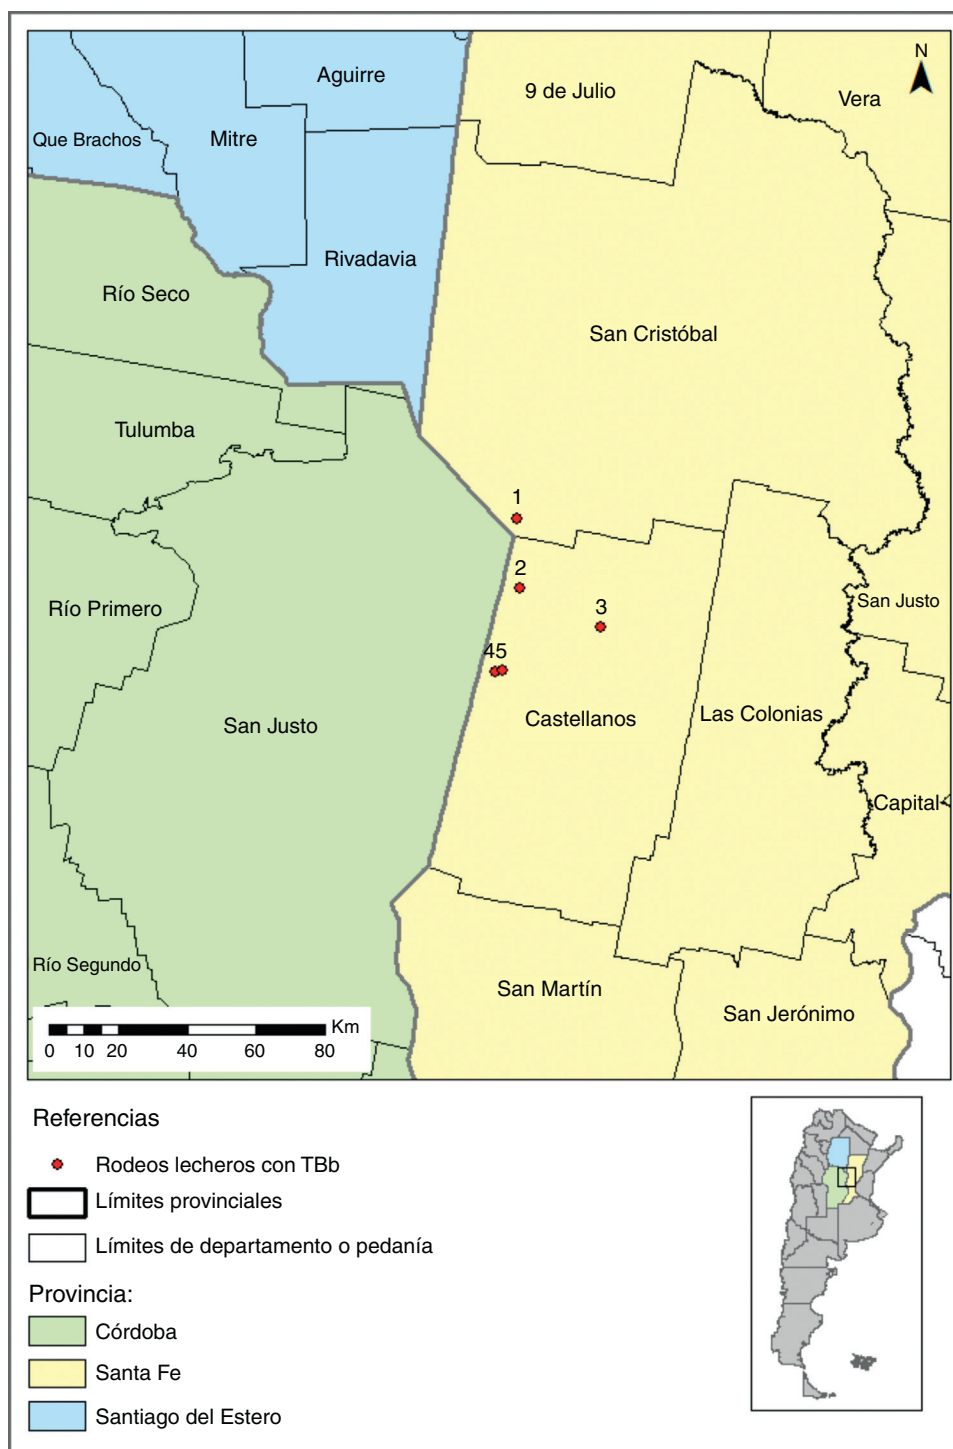 N
Aguirre
9 de Julio
Vera
Que Brachos
Mitre
Rivadavia
Río Seco
San Cristóbal
Tulumba
1
2
3
San Justo
Río Primero
45
San Justo
Castellanos
Las Colonias
Capital
Río Segundo
San Martín
San Jerónimo
Km
0 10 20 40 60 80
Referencias
Rodeos lecheros con TBb
Límites provinciales
Límites de departamento o pedanía
Provincia:
Córdoba
Santa Fe
Santiago del Estero